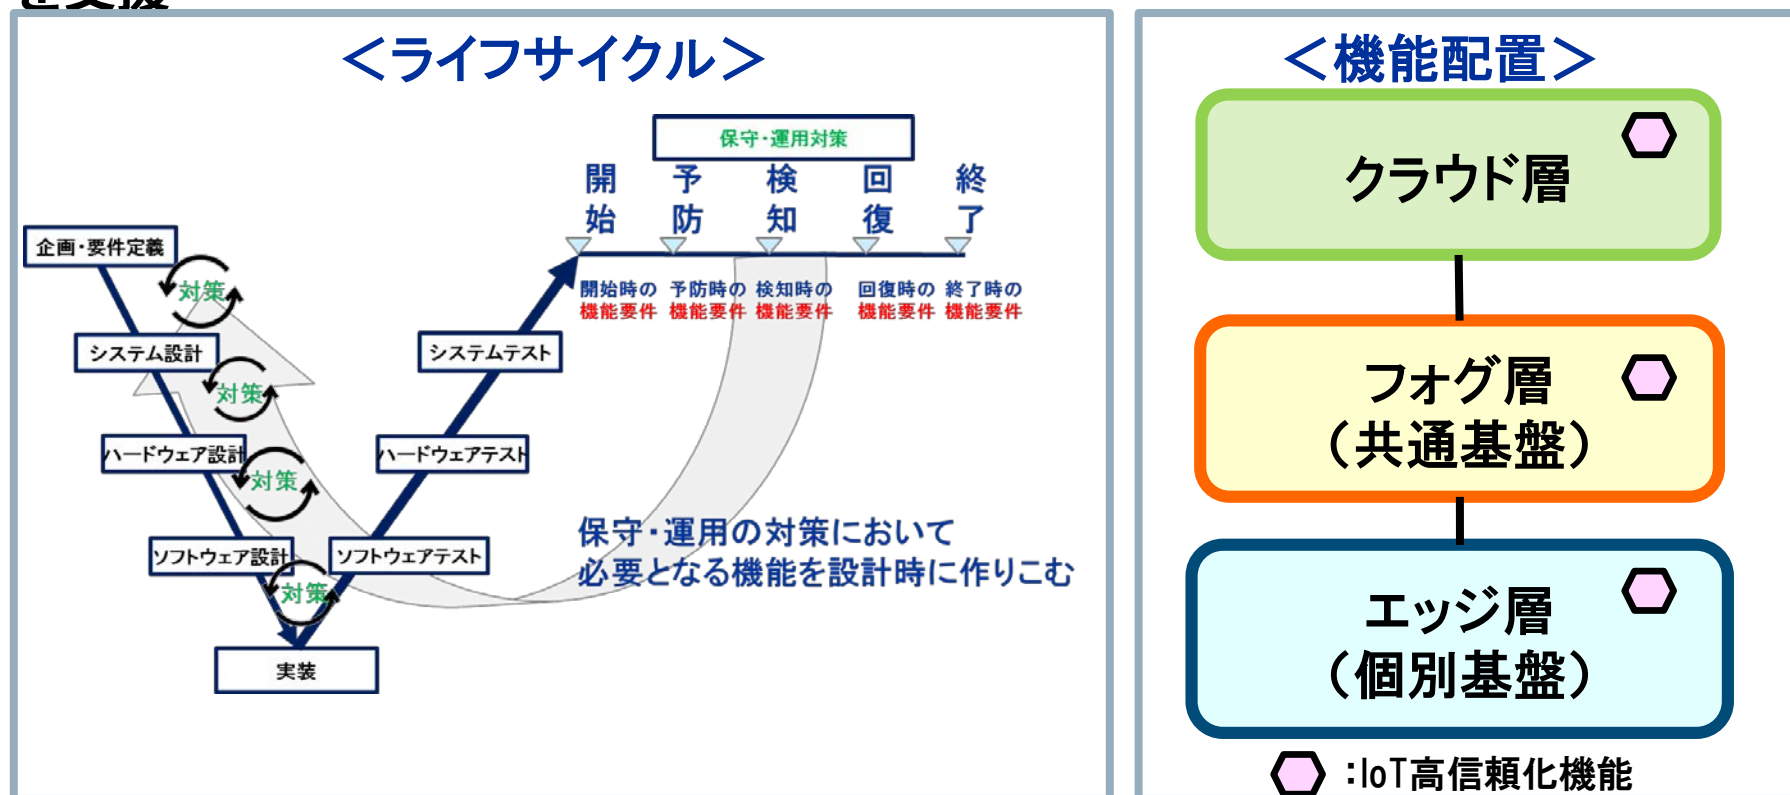 を支援
＜ライフサイクル＞
保守・運用対策
開始
予防
検知
回復
終了
開始時の
機能要件
予防時の
機能要件
検知時の
機能要件
回復時の
機能要件
終了時の
機能要件
企画・要件定義
対策
システム設計
対策
ハードウェア設計
対策
ソフトウェア設計
対策
実装
システムテスト
ハードウェアテスト
ソフトウェアテスト
保守・運用の対策において
必要となる機能を設計時に作りこむ
＜機能配置＞
クラウド層
フォグ層
（共通基盤）
エッジ層
（個別基盤）
：IoT高信頼化機能